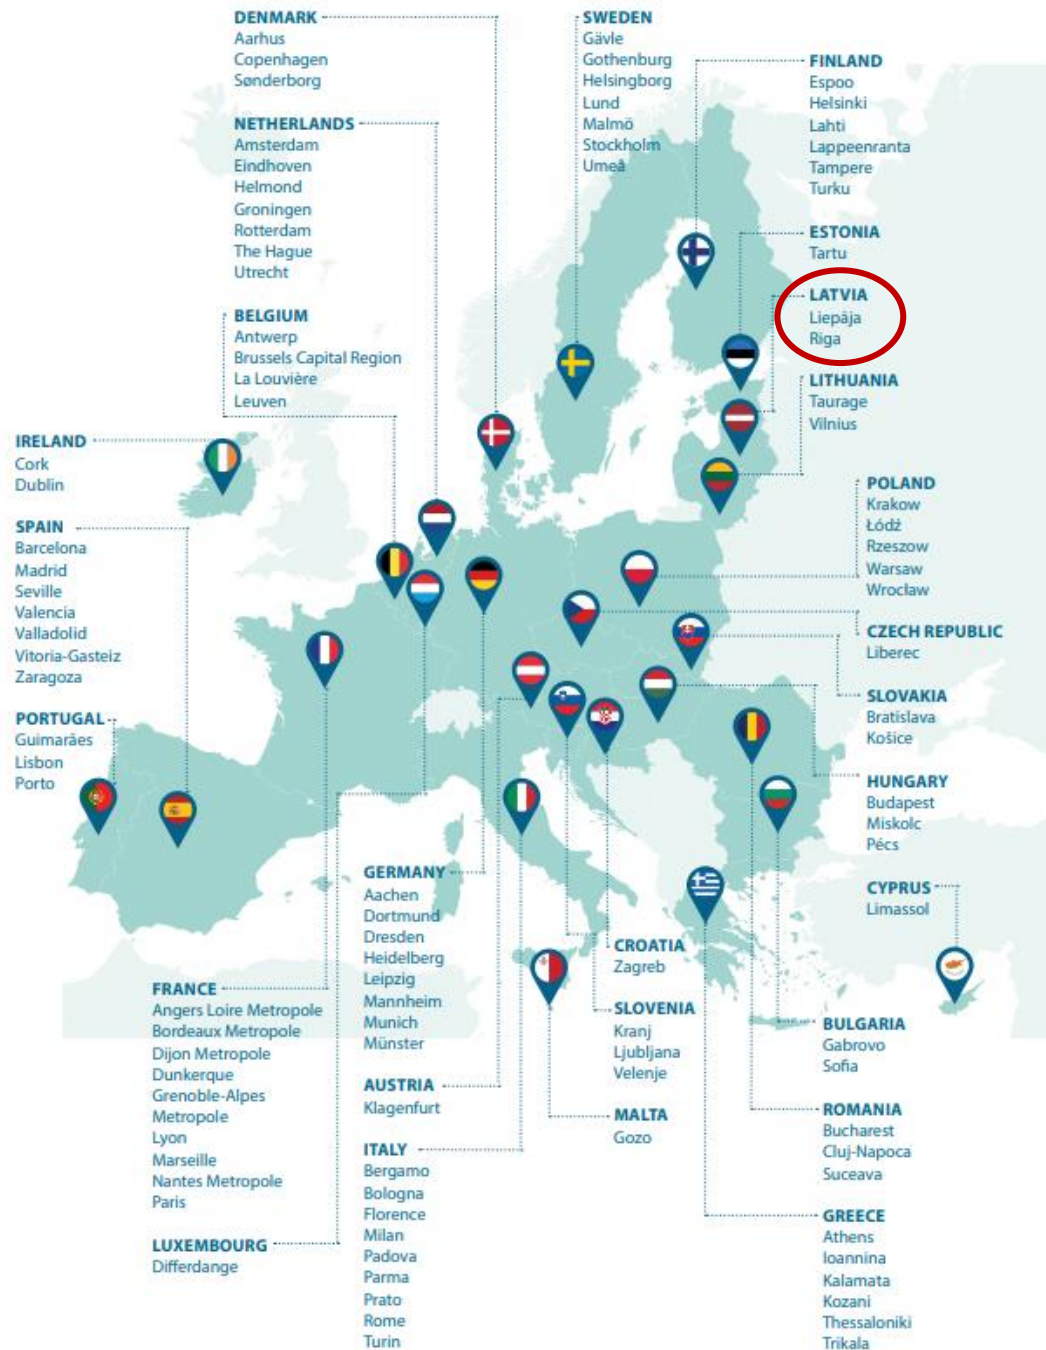 DENMARK
Aarhus
Copenhagen
Sønderborg
NETHERLANDS
Amsterdam
Eindhoven
Helmond
Groningen
Rotterdam
The Hague
Utrecht
BELGIUM
Antwerp
Brussels Capital Region
La Louvière
Leuven
IRELAND
Cork
Dublin
SPAIN
Barcelona
Madrid
Seville
Valencia
Valladolid
Vitoria-Gasteiz
Zaragoza
PORTUGAL
Guimarães
Lisbon
Porto
SWEDEN
Gävle
Gothenburg
Helsingborg
Lund
Malmö
Stockholm
Umeå
FINLAND
Espoo
Helsinki
Lahti
Lappeenranta
Tampere
Turku
ESTONIA
Tartu
LATVIA
Liepāja
Riga
LITHUANIA
Taurage
Vilnius
POLAND
Krakow
Łódź
Rzeszow
Warsaw
Wrocław
CZECH REPUBLIC
Liberec
SLOVAKIA
Bratislava
Košice
HUNGARY
Budapest
Miskolc
Pécs
CYPRUS
Limassol
FRANCE
Angers Loire Metropole
Bordeaux Metropole
Dijon Metropole
Dunkerque
Grenoble-Alpes
Metropole
Lyon
Marseille
Nantes Metropole
Paris
LUXEMBOURG
Differdange
GERMANY
Aachen
Dortmund
Dresden
Heidelberg
Leipzig
Mannheim
Munich
Münster
AUSTRIA
Klagenfurt
ITALY
Bergamo
Bologna
Florence
Milan
Padova
Parma
Prato
Rome
Turin
CROATIA
Zagreb
SLOVENIA
Kranj
Ljubljana
Velenje
MALTA
Gozo
BULGARIA
Gabrovo
Sofia
ROMANIA
Bucharest
Cluj-Napoca
Suceava
GREECE
Athens
Ioannina
Kalamata
Kozani
Thessaloniki
Trikala